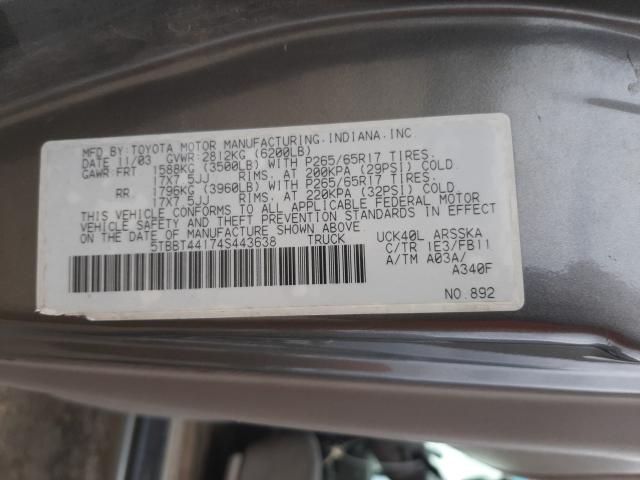 MFD BY: TOYOTA MOTOR MANUFACTURING, INDIANA, INC
DATE 11/03 GVWR: 2812KG (6200LB)
GAWR: FRT 1588KG (3500LB) WITH P265/65R17 TIRES,
17X7.5JJ RIMS, AT 200KPA (29PSI) COLD
RR 1796KG (3960LB) WITH P265/65R17 TIRES,
17X7.5JJ RIMS, AT 220KPA (32PSI) COLD
THIS VEHICLE CONFORMS TO ALL APPLICABLE FEDERAL MOTOR
VEHICLE SAFETY AND THEFT PREVENTION STANDARDS IN EFFECT
ON THE DATE OF MANUFACTURE SHOWN ABOVE.
5TBBT44174S443638 TRUCK
UCK40L ARSSKA
C/TR 1E3/FB11
A/TM A03A/
A340F
NO. 892